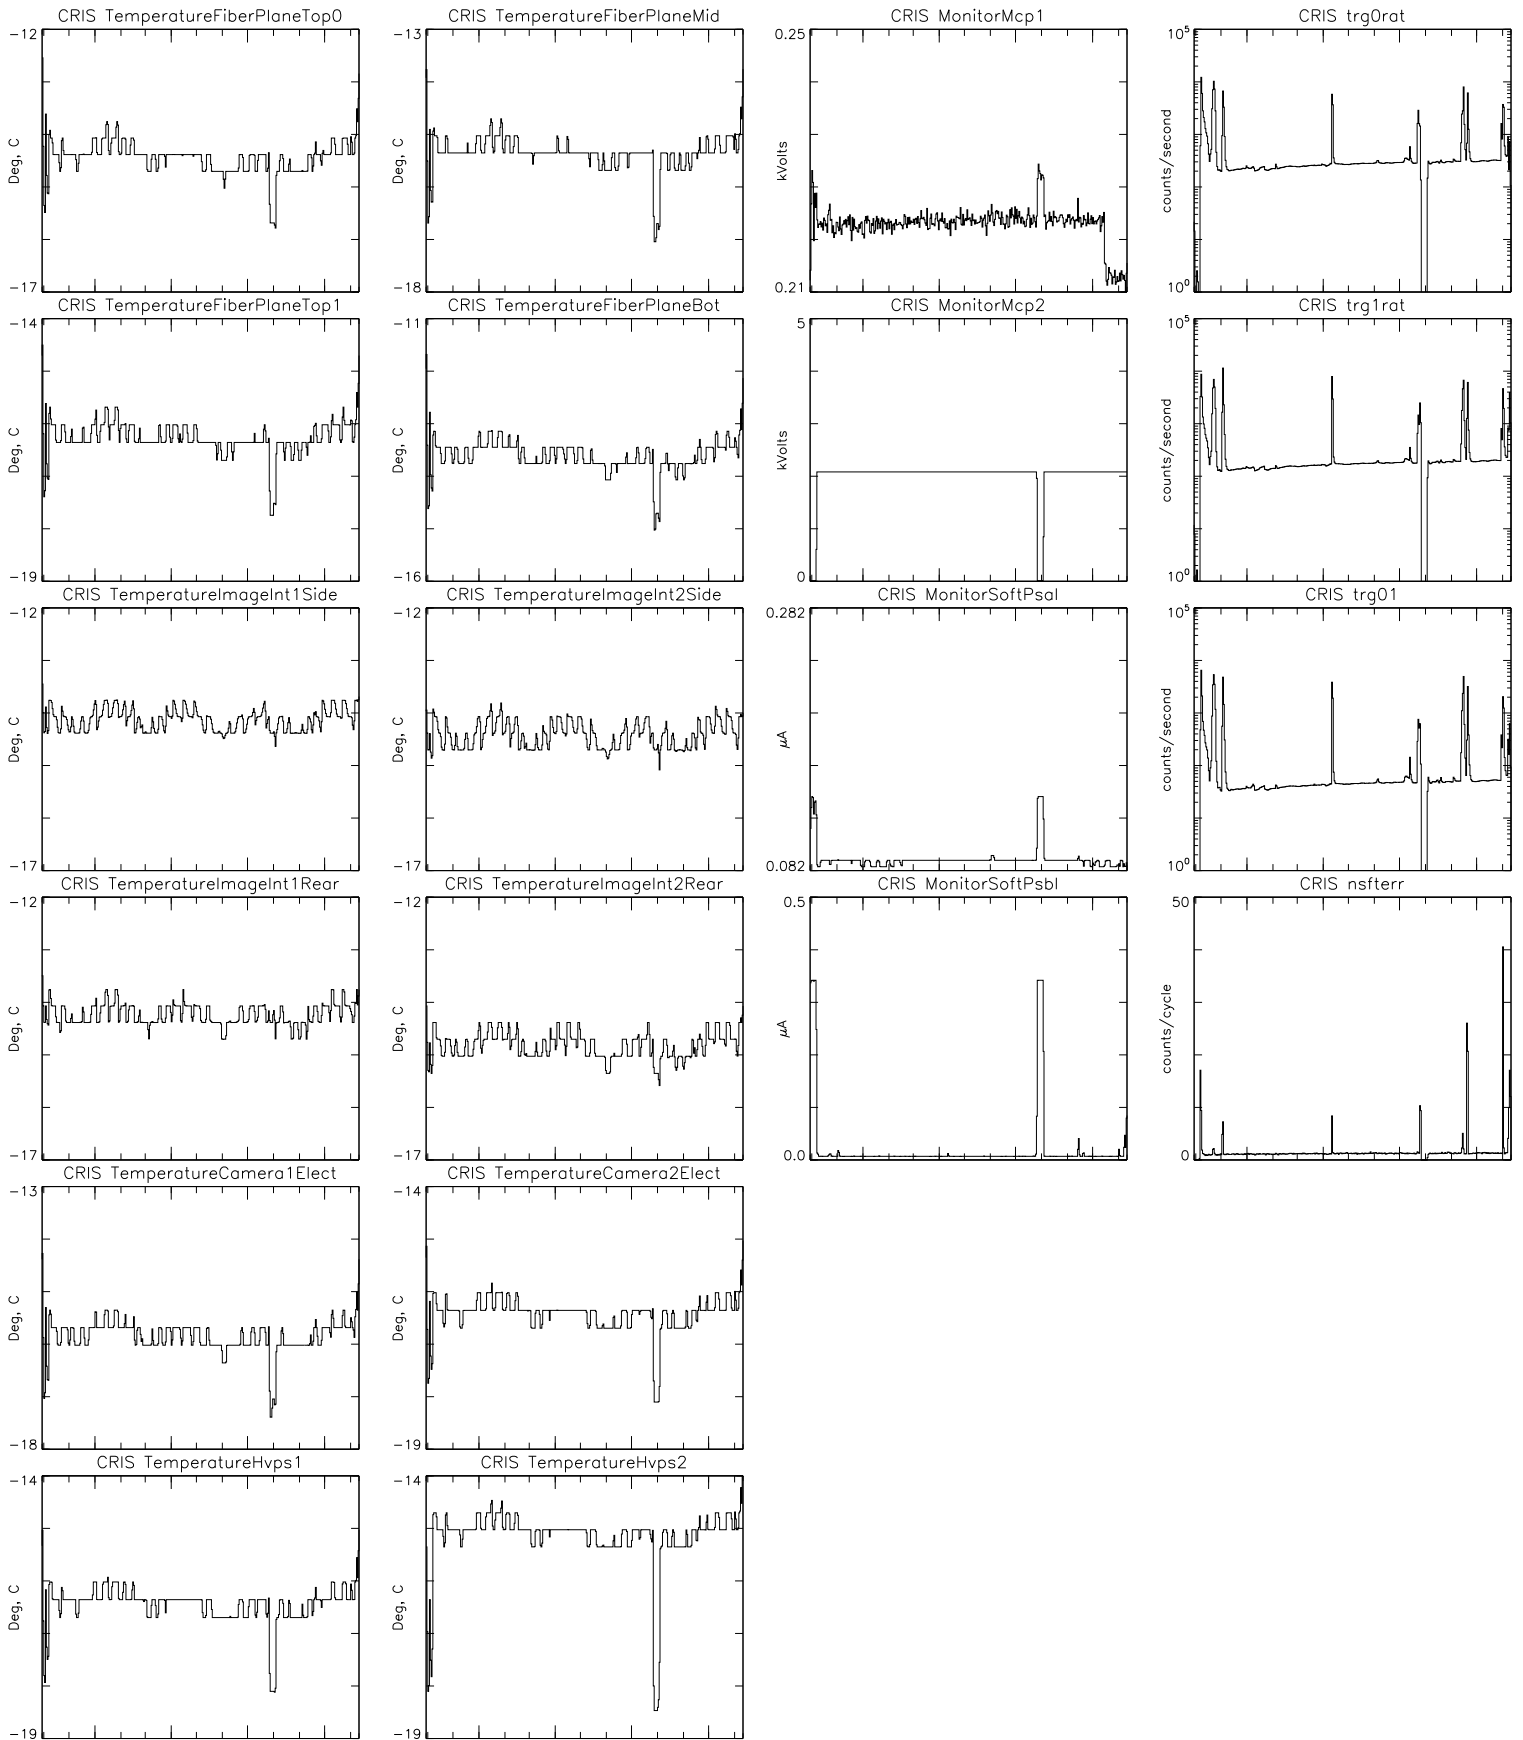 CRIS TemperatureFiberPlaneTop0
−12
Deg, C
−17
CRIS TemperatureFiberPlaneMid
−13
Deg, C
−18
CRIS MonitorMcp1
0.25
kVolts
0.21
CRIS trg0rat
10^5
counts/second
10^0
CRIS TemperatureFiberPlaneTop1
−14
Deg, C
−19
CRIS TemperatureFiberPlaneBot
−11
Deg, C
−16
CRIS MonitorMcp2
5
kVolts
0
CRIS trg1rat
10^5
counts/second
10^0
CRIS TemperatureImageInt1Side
−12
Deg, C
−17
CRIS TemperatureImageInt2Side
−12
Deg, C
−17
CRIS MonitorSoftPsaI
0.282
μA
0.082
CRIS trg01
10^5
counts/second
10^0
CRIS TemperatureImageInt1Rear
−12
Deg, C
−17
CRIS TemperatureImageInt2Rear
−12
Deg, C
−17
CRIS MonitorSoftPsbI
0.5
μA
0.0
CRIS nsfterr
50
counts/cycle
0
CRIS TemperatureCamera1Elect
−13
Deg, C
−18
CRIS TemperatureCamera2Elect
−14
Deg, C
−19
CRIS TemperatureHvps1
−14
Deg, C
−19
CRIS TemperatureHvps2
−14
Deg, C
−19